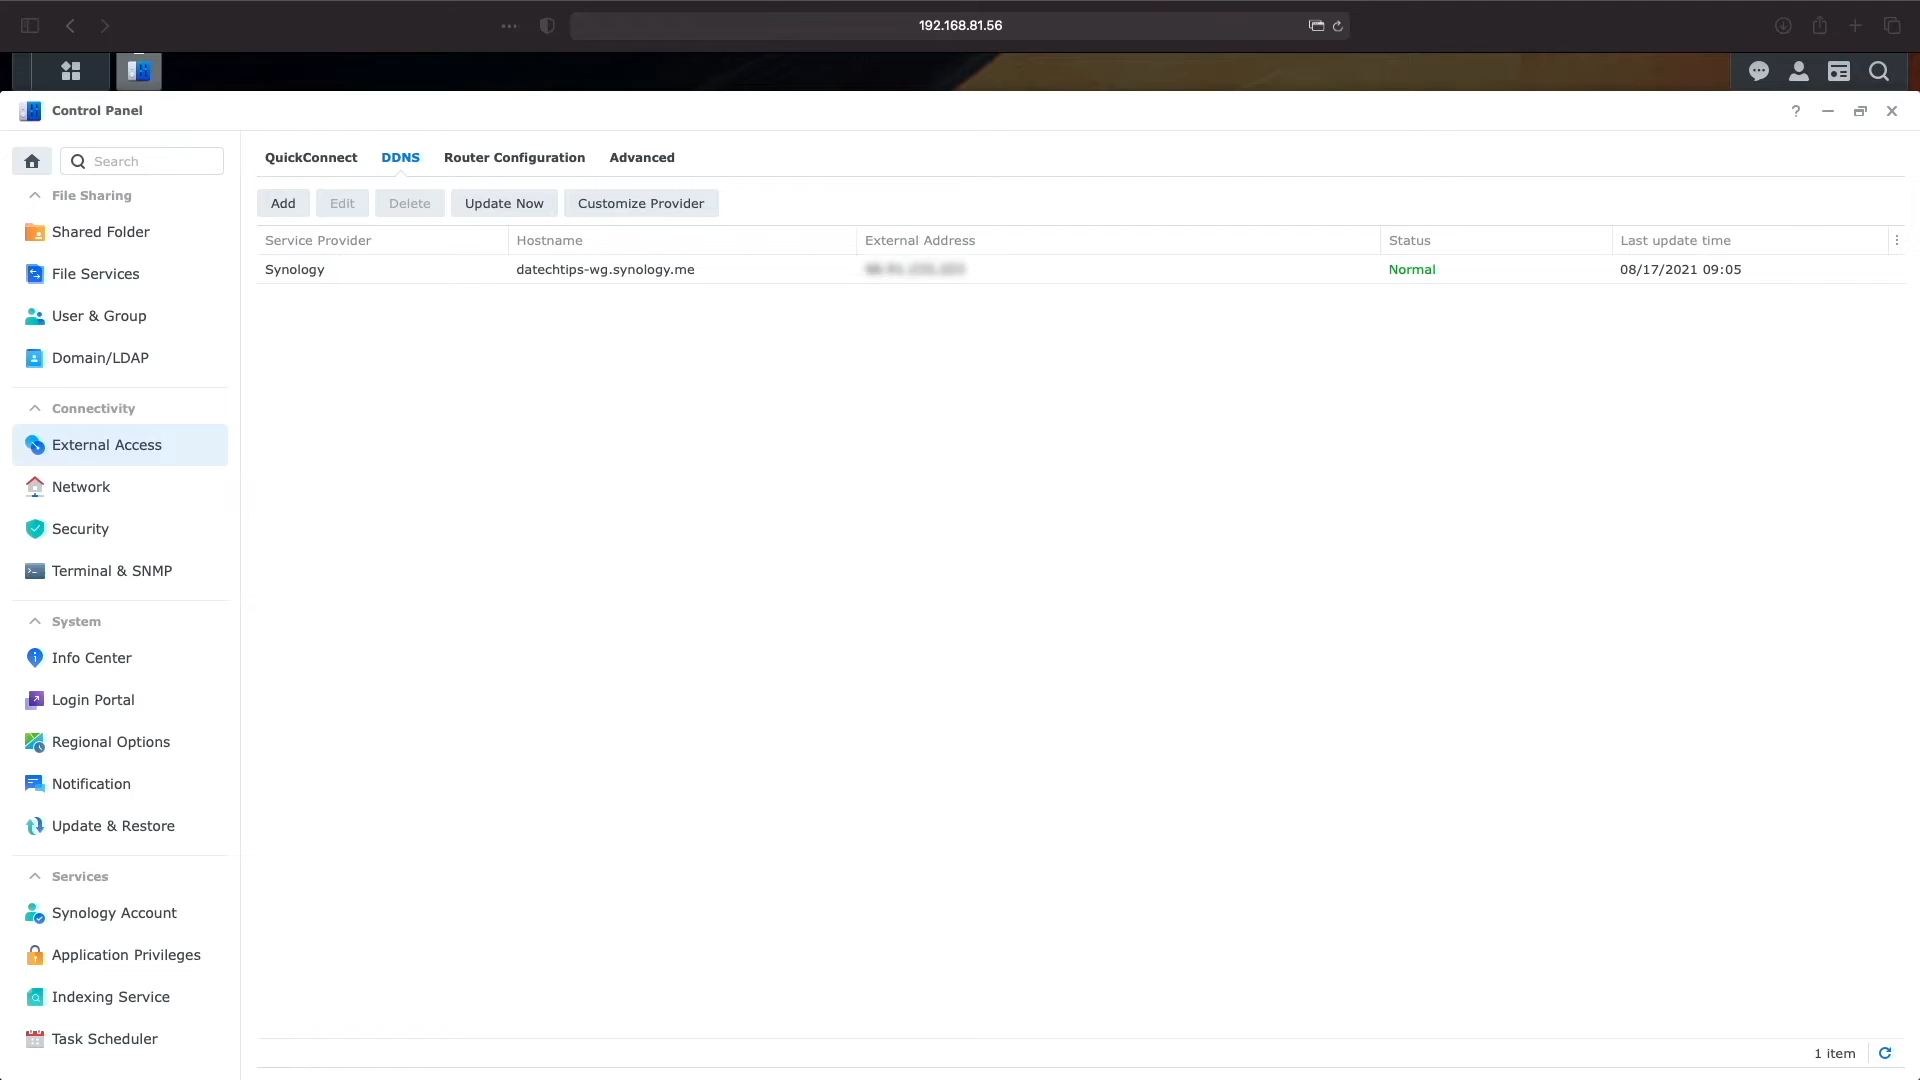 192.168.81.56
Control Panel
Search
File Sharing
Shared Folder
File Services
User & Group
Domain/LDAP
Connectivity
External Access
Network
Security
Terminal & SNMP
System
Info Center
Login Portal
Regional Options
Notification
Update & Restore
Services
Synology Account
Application Privileges
Indexing Service
Task Scheduler
QuickConnect DDNS Router Configuration Advanced
Add Edit Delete Update Now Customize Provider
Service Provider Hostname External Address Status Last update time
Synology datechtips-wg.synology.me Normal 08/17/2021 09:05
1 item